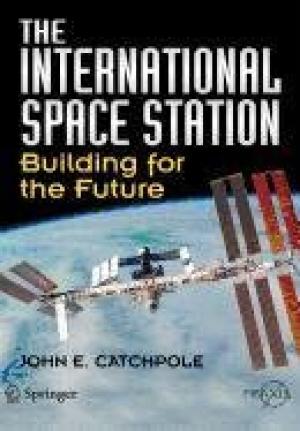 THE
INTERNATIONAL
SPACE STATION
Building for
the Future
JOHN E. CATCHPOLE
Springer
PRAXIS